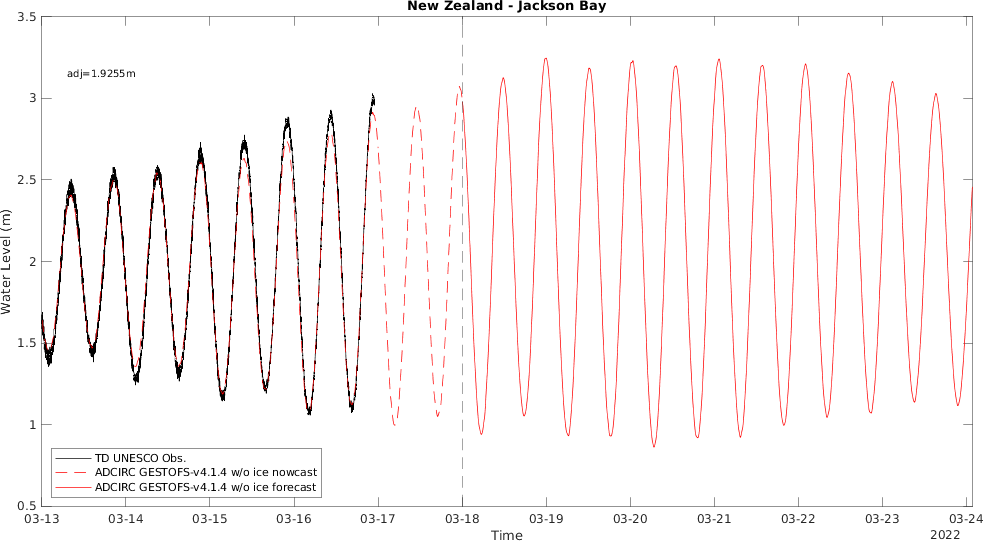 New Zealand - Jackson Bay
3.5
adj=1.9255m
3
2.5
2
1.5
1
0.5
Water Level (m)
TD UNESCO Obs.
ADCIRC GESTOFS-v4.1.4 w/o ice nowcast
ADCIRC GESTOFS-v4.1.4 w/o ice forecast
03-13 03-14 03-15 03-16 03-17 03-18 03-19 03-20 03-21 03-22 03-23 03-24
Time
2022